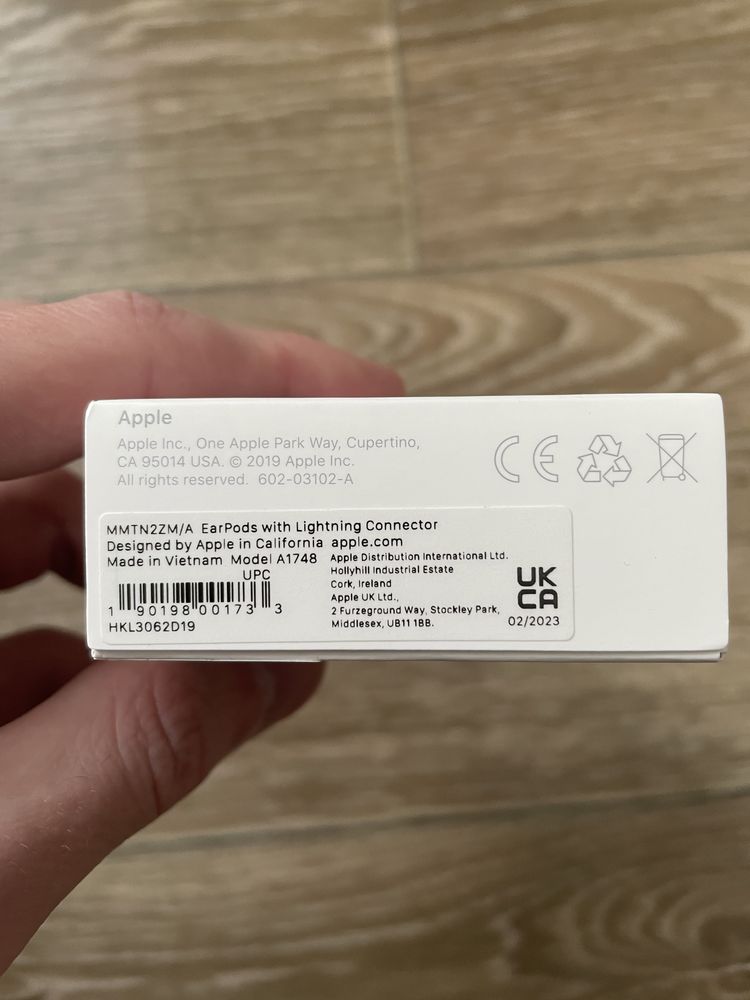 Apple
Apple Inc., One Apple Park Way, Cupertino,
CA 95014 USA. © 2019 Apple Inc.
All rights reserved. 602-03102-A
CE
MMTN2ZM/A EarPods with Lightning Connector
Designed by Apple in California apple.com
Made in Vietnam Model A1748
UPC
1 90198 00173 3
HKL3062D19
Apple Distribution International Ltd.
Hollyhill Industrial Estate
Cork, Ireland
Apple UK Ltd.,
2 Furzeground Way, Stockley Park,
Middlesex, UB11 1BB.
UK
CA
02/2023